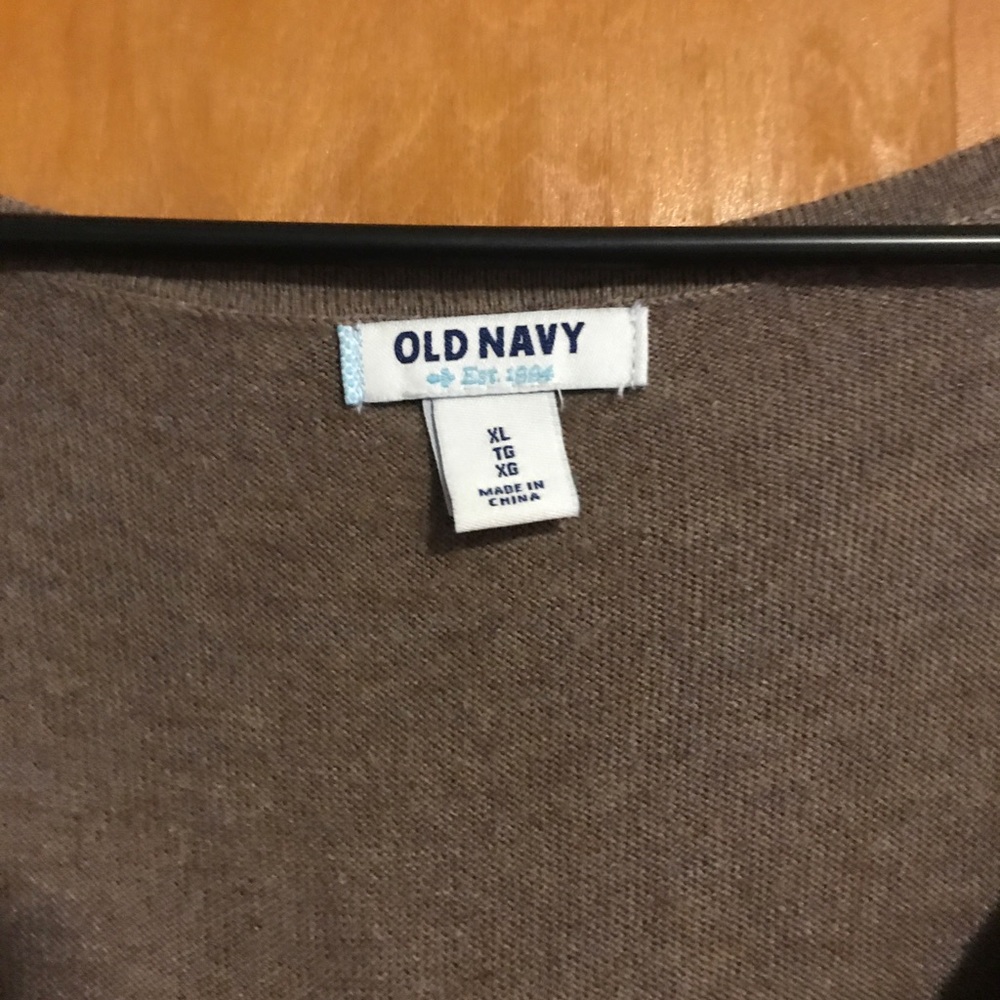 OLD NAVY
Est. 1994
XL
TG
XG
MADE IN
CHINA